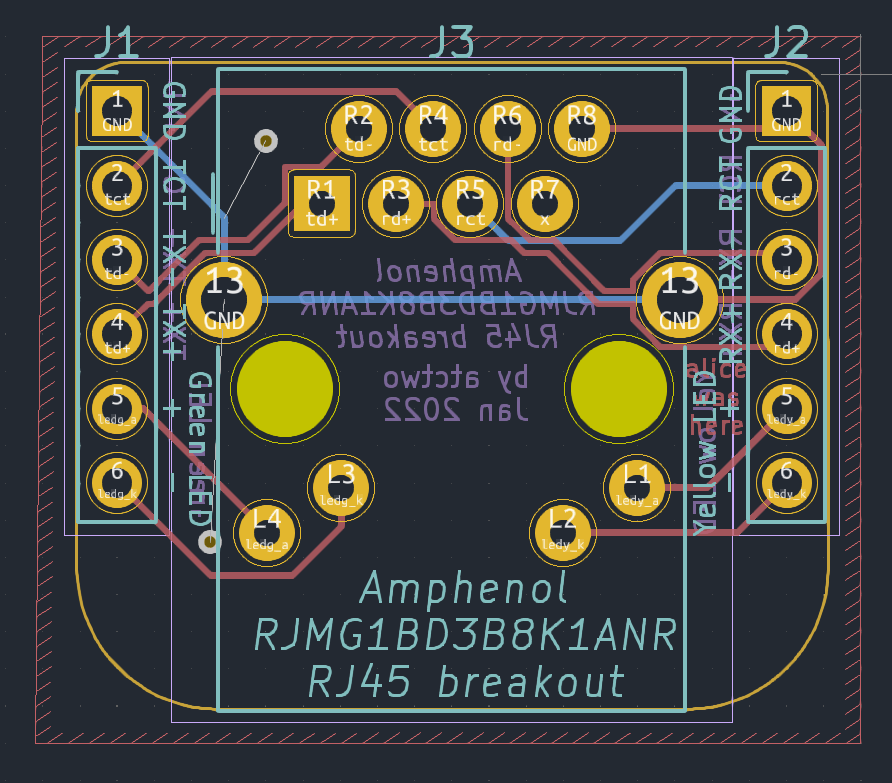 J1
J3
J2
1
GND
2
tct
3
td-
4
td+
5
ledg_a
6
ledg_k
GND TCT TX- TX+ + -
Green LED
R2
td-
R4
tct
R6
rd-
R8
GND
R1
td+
R3
rd+
R5
rct
R7
x
13
GND
13
GND
Amphenol
RJMG1BD3B8K1ANR
RJ45 breakout
by atctwo
Jan 2022
alice
was
here
GND RCT RX- RX+ + -
Yellow LED
1
GND
2
rct
3
rd-
4
rd+
5
ledy_a
6
ledy_k
L3
ledg_k
L4
ledg_a
L1
ledy_a
L2
ledy_k
Amphenol
RJMG1BD3B8K1ANR
RJ45 breakout